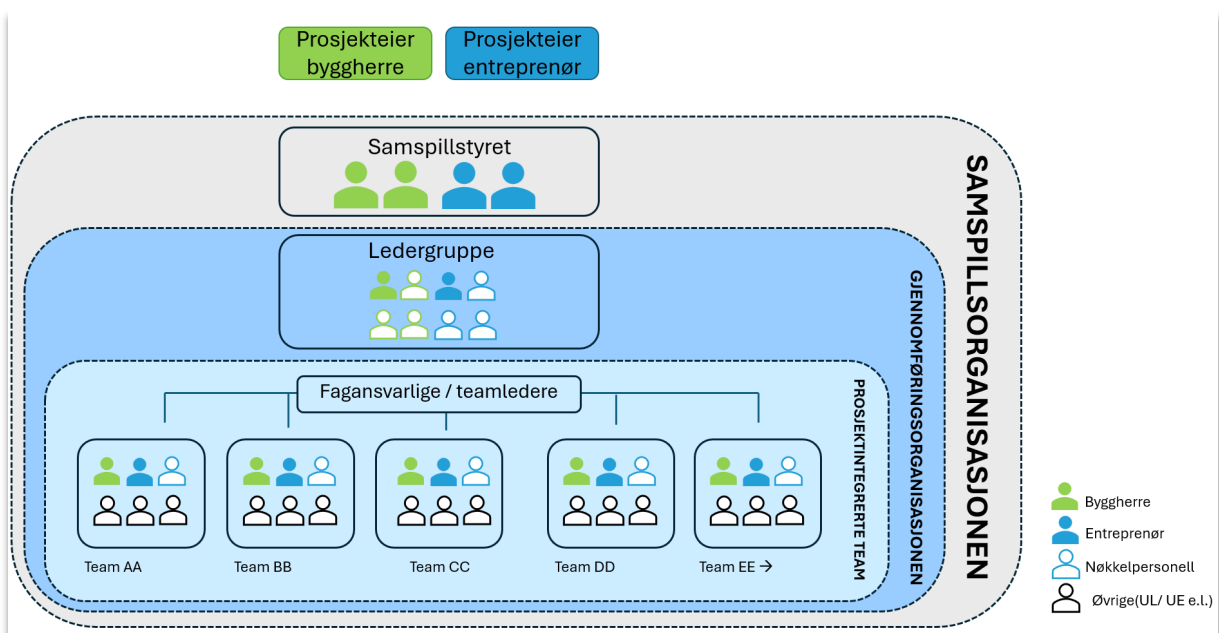 Prosjekteier
byggherre
Prosjekteier
entreprenør
Samspillstyret
Ledergruppe
Fagansvarlige / teamledere
Team AA
Team BB
Team CC
Team DD
Team EE →
PROSJEKTINTEGRERTE TEAM
GJENNOMFØRINGSORGANISASJONEN
SAMSPILLSORGANISASJONEN
Byggherre
Entreprenør
Nøkkelpersonell
Øvrige(UL/ UE e.l.)